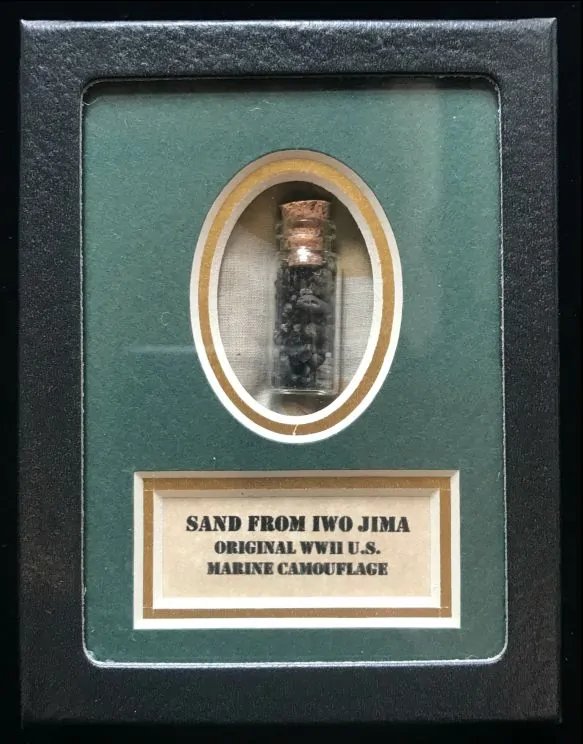 SAND FROM IWO JIMA
ORIGINAL WWII U.S.
MARINE CAMOUFLAGE